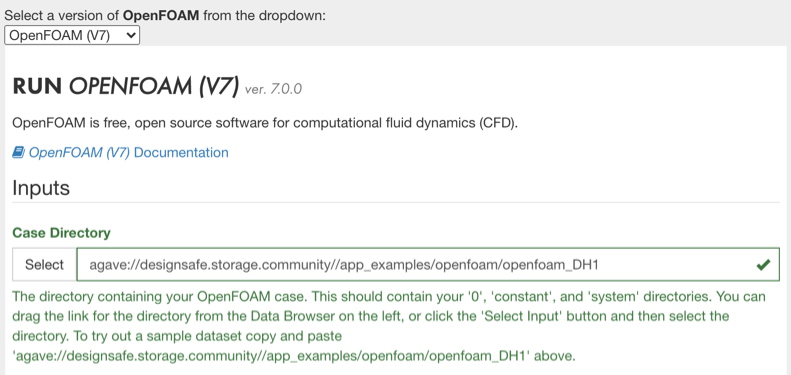 Select a version of OpenFOAM from the dropdown:
OpenFOAM (V7)
RUN OPENFOAM (V7) ver. 7.0.0
OpenFOAM is free, open source software for computational fluid dynamics (CFD).
OpenFOAM (V7) Documentation
Inputs
Case Directory
Select agave://designsafe.storage.community//app_examples/openfoam/openfoam_DH1
The directory containing your OpenFOAM case. This should contain your '0', 'constant', and 'system' directories. You can
drag the link for the directory from the Data Browser on the left, or click the 'Select Input' button and then select the
directory. To try out a sample dataset copy and paste
'agave://designsafe.storage.community//app_examples/openfoam/openfoam_DH1' above.